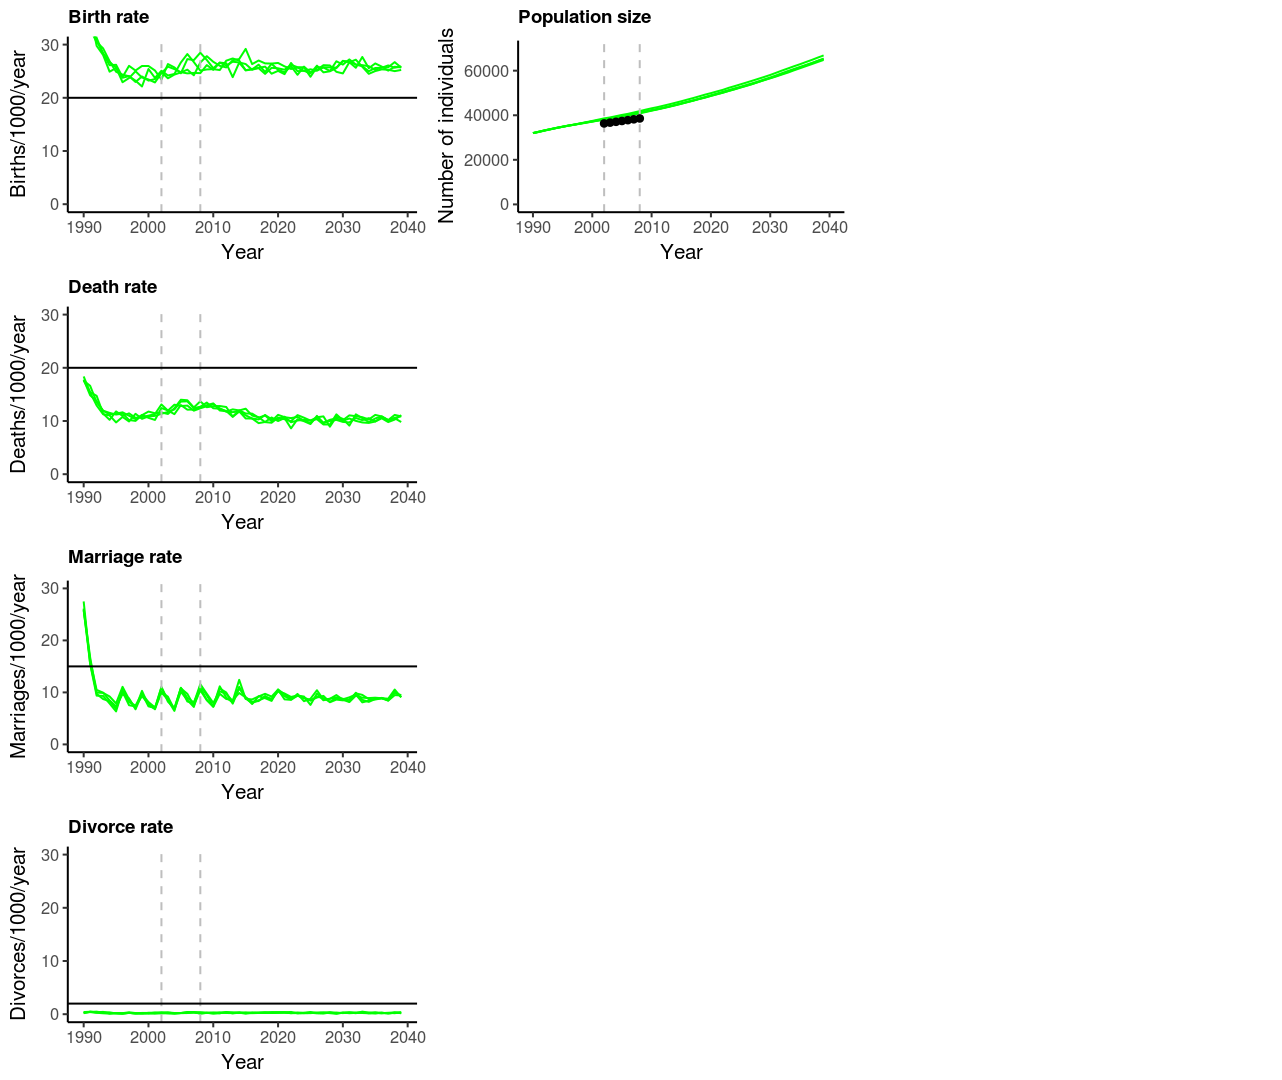 Birth rate
Births/1000/year
30
20
10
0
1990 2000 2010 2020 2030 2040
Year
Population size
Number of individuals
60000
40000
20000
0
1990 2000 2010 2020 2030 2040
Year
Death rate
Deaths/1000/year
30
20
10
0
1990 2000 2010 2020 2030 2040
Year
Marriage rate
Marriages/1000/year
30
20
10
0
1990 2000 2010 2020 2030 2040
Year
Divorce rate
Divorces/1000/year
30
20
10
0
1990 2000 2010 2020 2030 2040
Year